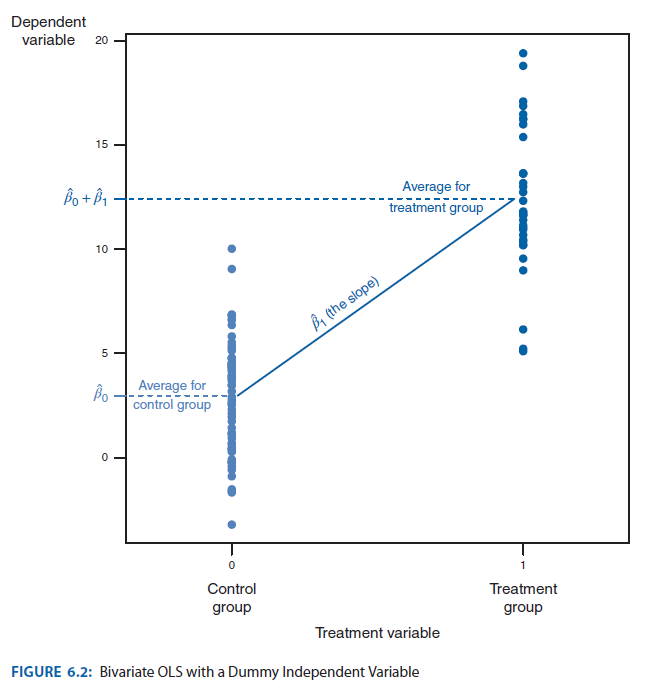 Dependent
variable
20
15
β̂0 + β̂1
Average for
treatment group
10
β̂1 (the slope)
5
β̂0
Average for
control group
0
0
1
Control
group
Treatment
group
Treatment variable
FIGURE 6.2: Bivariate OLS with a Dummy Independent Variable